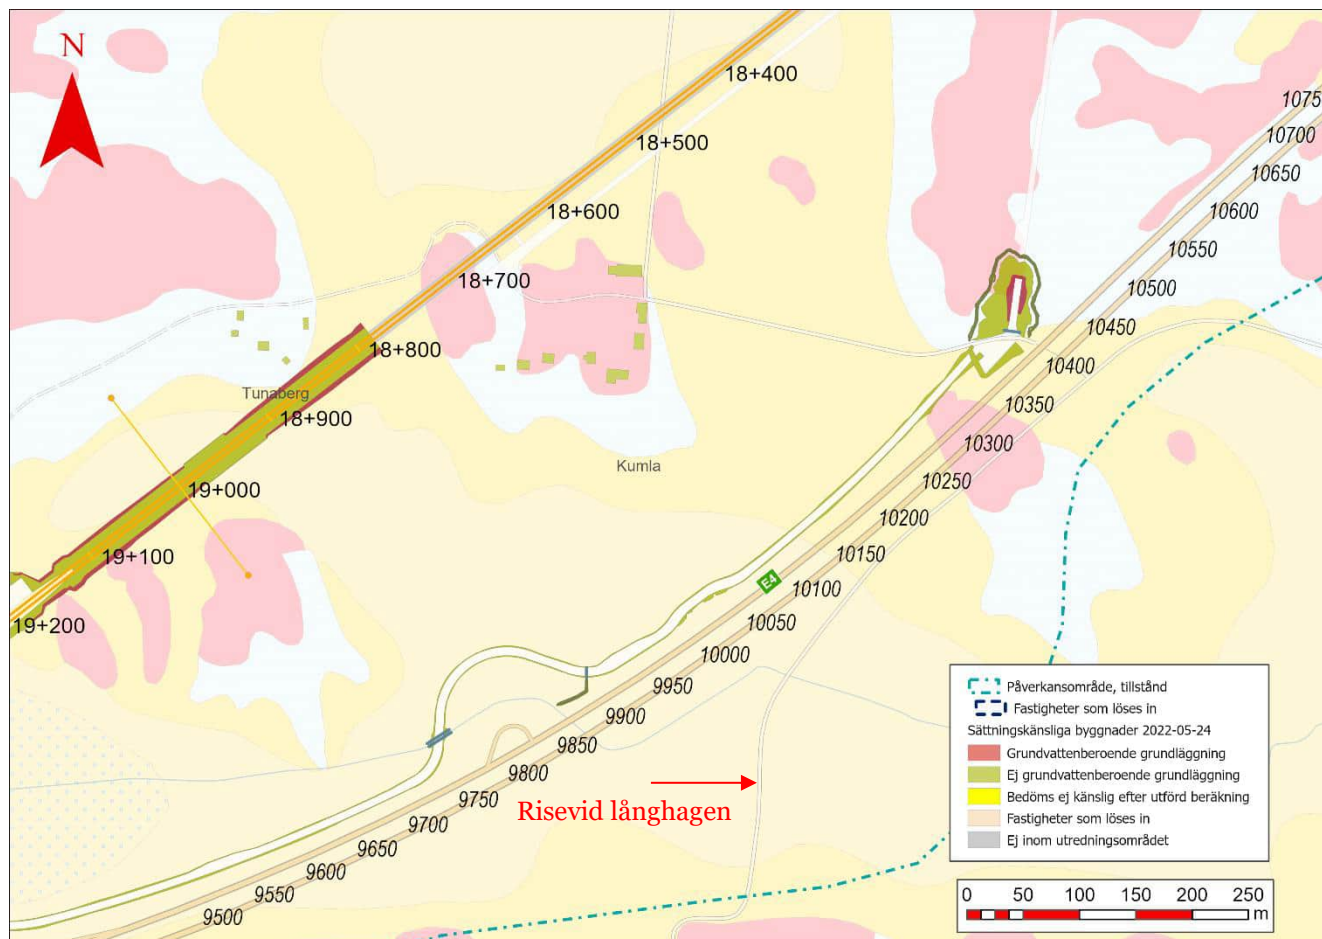 N
18+400
18+500
18+600
18+700
18+800
18+900
19+000
19+100
19+200
Tunaberg
Kumla
1075
10700
10650
10600
10550
10500
10450
10400
10350
10300
10250
10200
10150
10100
10050
10000
9950
9900
9850
9800
9750
9700
9650
9600
9550
9500
E4
Risevid långhagen
Påverkansområde, tillstånd
Fastigheter som löses in
Sättningskänsliga byggnader 2022-05-24
Grundvattenberoende grundläggning
Ej grundvattenberoende grundläggning
Bedöms ej känslig efter utförd beräkning
Fastigheter som löses in
Ej inom utredningsområdet
0 50 100 150 200 250
m